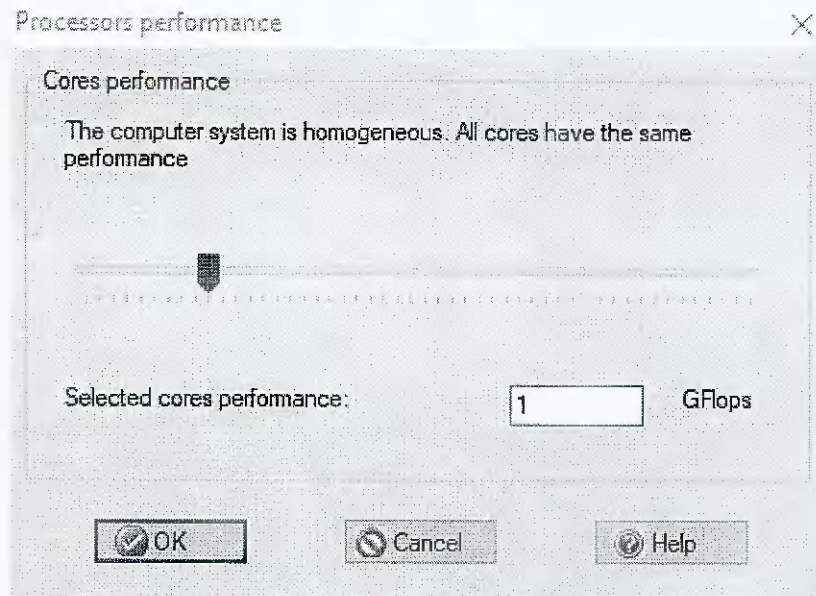 Processors performance
Cores performance
The computer system is homogeneous. All cores have the same
performance
Selected cores performance:
1
GFlops
OK
Cancel
Help